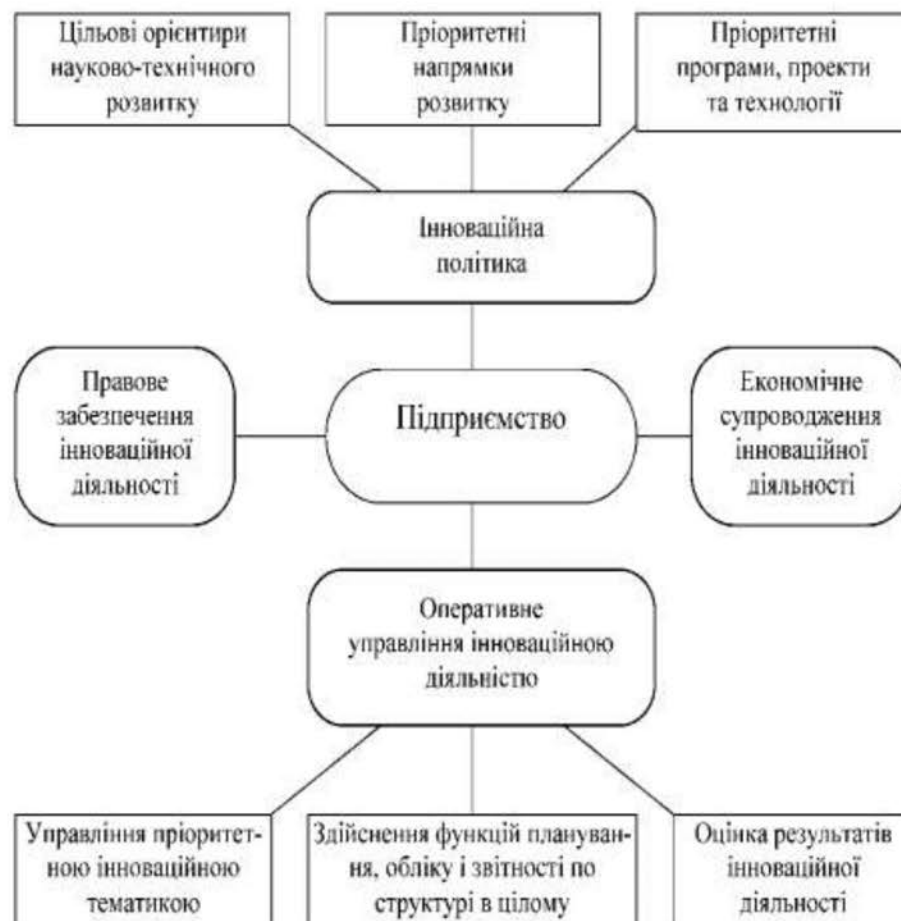 Цільові орієнтири
науково-технічного
розвитку
Пріоритетні
напрямки
розвитку
Пріоритетні
програми, проекти
та технології
Інноваційна
політика
Правове
забезпечення
інноваційної
діяльності
Підприємство
Економічне
супроводження
інноваційної
діяльності
Оперативне
управління інноваційною
діяльністю
Управління пріоритет-
ною інноваційною
тематикою
Здійснення функцій плануван-
ня, обліку і звітності по
структурі в цілому
Оцінка результатів
інноваційної
діяльності